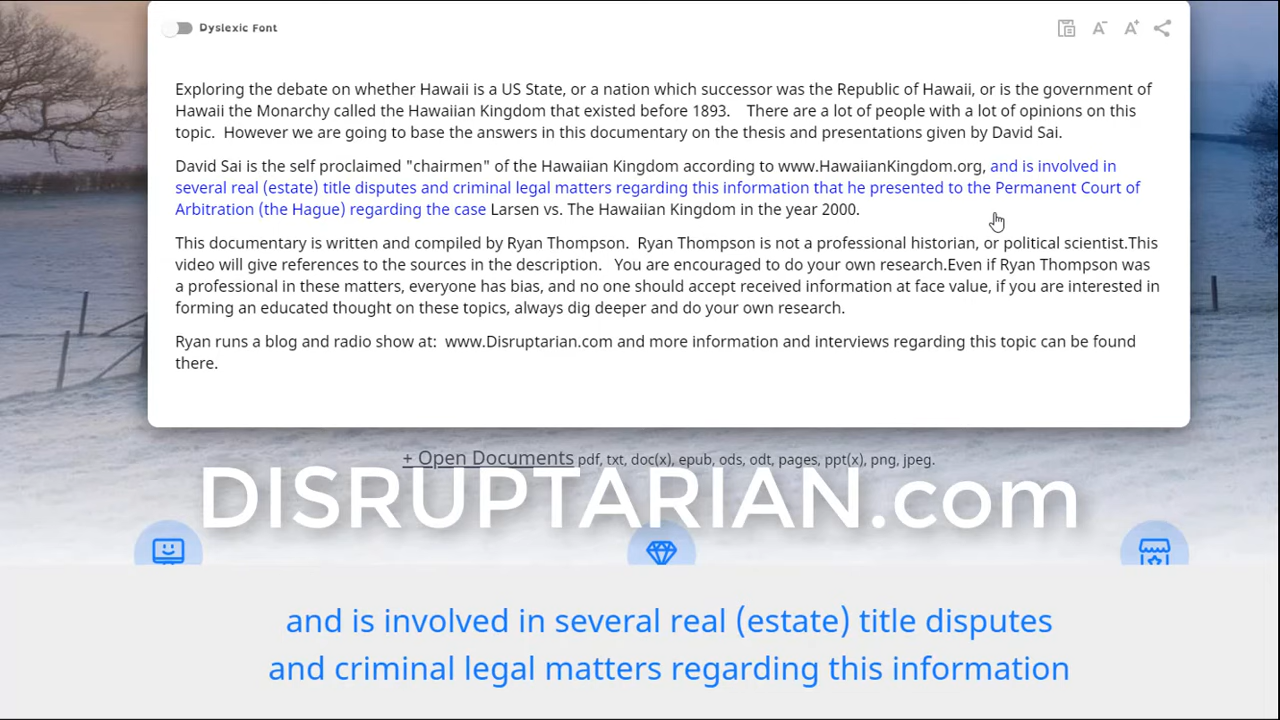 Dyslexic Font
A-
A+
Exploring the debate on whether Hawaii is a US State, or a nation which successor was the Republic of Hawaii, or is the government of
Hawaii the Monarchy called the Hawaiian Kingdom that existed before 1893.    There are a lot of people with a lot of opinions on this
topic.  However we are going to base the answers in this documentary on the thesis and presentations given by David Sai.
David Sai is the self proclaimed "chairmen" of the Hawaiian Kingdom according to www.HawaiianKingdom.org, and is involved in
several real (estate) title disputes and criminal legal matters regarding this information that he presented to the Permanent Court of
Arbitration (the Hague) regarding the case Larsen vs. The Hawaiian Kingdom in the year 2000.
This documentary is written and compiled by Ryan Thompson.  Ryan Thompson is not a professional historian, or political scientist.This
video will give references to the sources in the description.   You are encouraged to do your own research.Even if Ryan Thompson was
a professional in these matters, everyone has bias, and no one should accept received information at face value, if you are interested in
forming an educated thought on these topics, always dig deeper and do your own research.
Ryan runs a blog and radio show at:  www.Disruptarian.com and more information and interviews regarding this topic can be found
there.
+ Open Documents pdf, txt, doc(x), epub, ods, odt, pages, ppt(x), png, jpeg.
DISRUPTARIAN.com
and is involved in several real (estate) title disputes
and criminal legal matters regarding this information